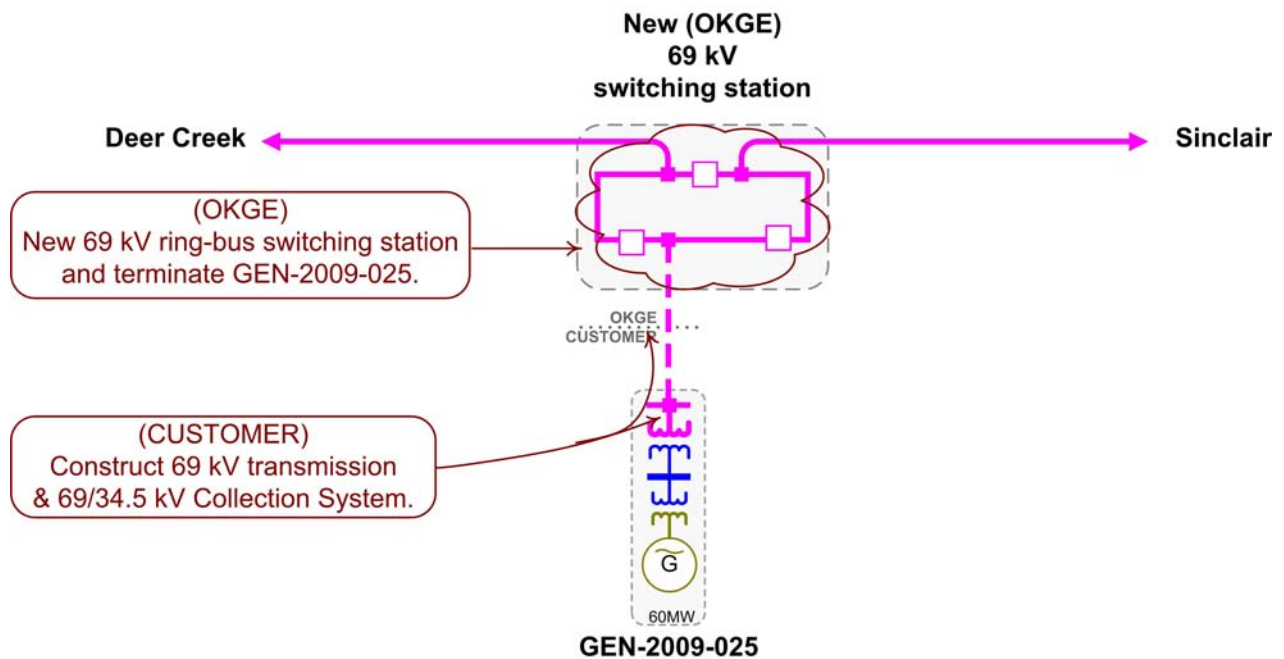 New (OKGE)
69 kV
switching station
Deer Creek
Sinclair
(OKGE)
New 69 kV ring-bus switching station
and terminate GEN-2009-025.
OKGE
CUSTOMER
(CUSTOMER)
Construct 69 kV transmission
& 69/34.5 kV Collection System.
G
60MW
GEN-2009-025